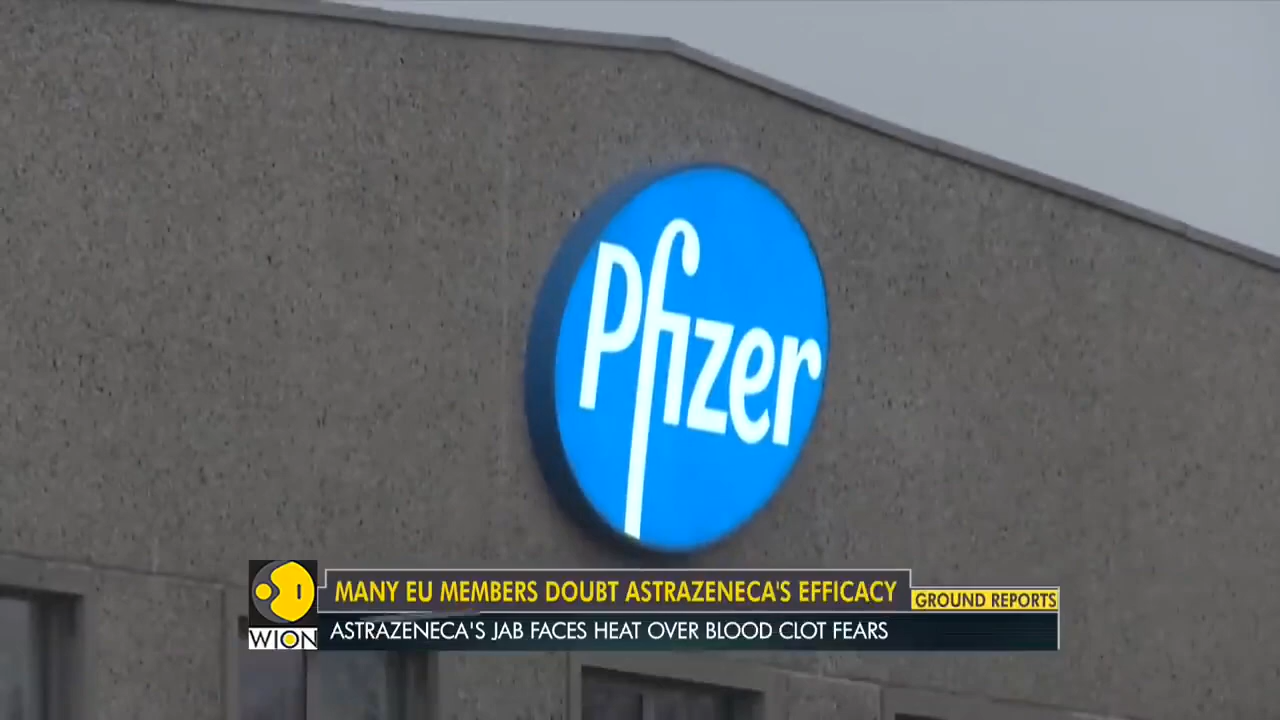 Pfizer
MANY EU MEMBERS DOUBT ASTRAZENECA'S EFFICACY
GROUND REPORTS
WION
ASTRAZENECA'S JAB FACES HEAT OVER BLOOD CLOT FEARS